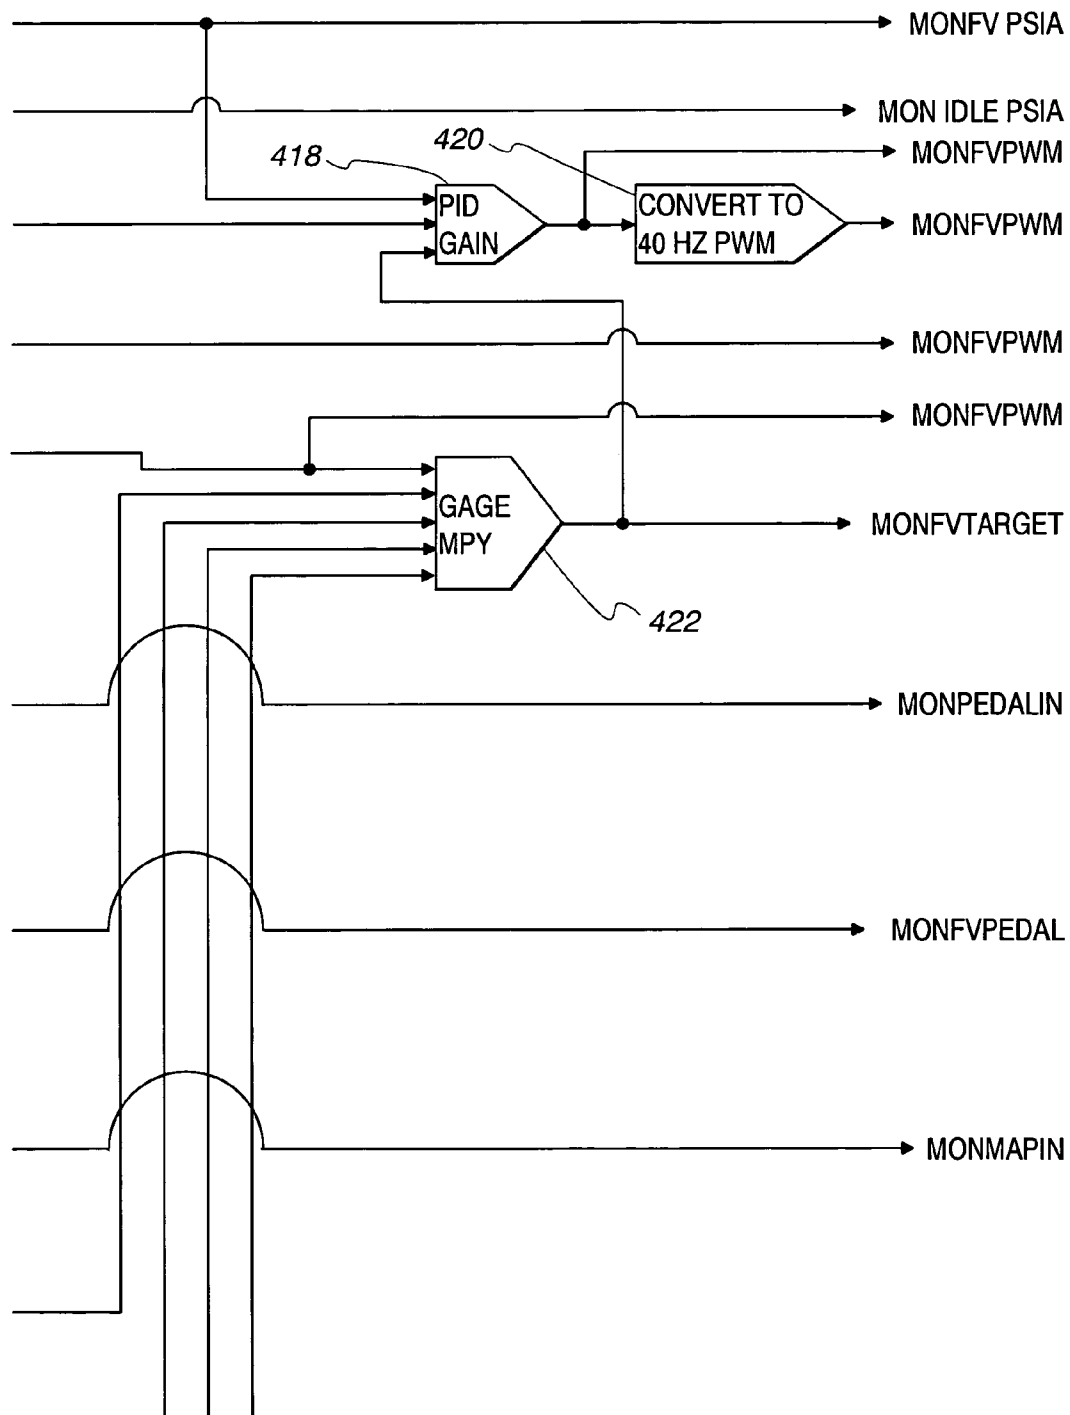 MONFV PSIA
MON IDLE PSIA
418
420
MONFVPWM
PID
GAIN
CONVERT TO
40 HZ PWM
MONFVPWM
MONFVPWM
MONFVPWM
GAGE
MPY
MONFVTARGET
422
MONPEDALIN
MONFVPEDAL
MONMAPIN